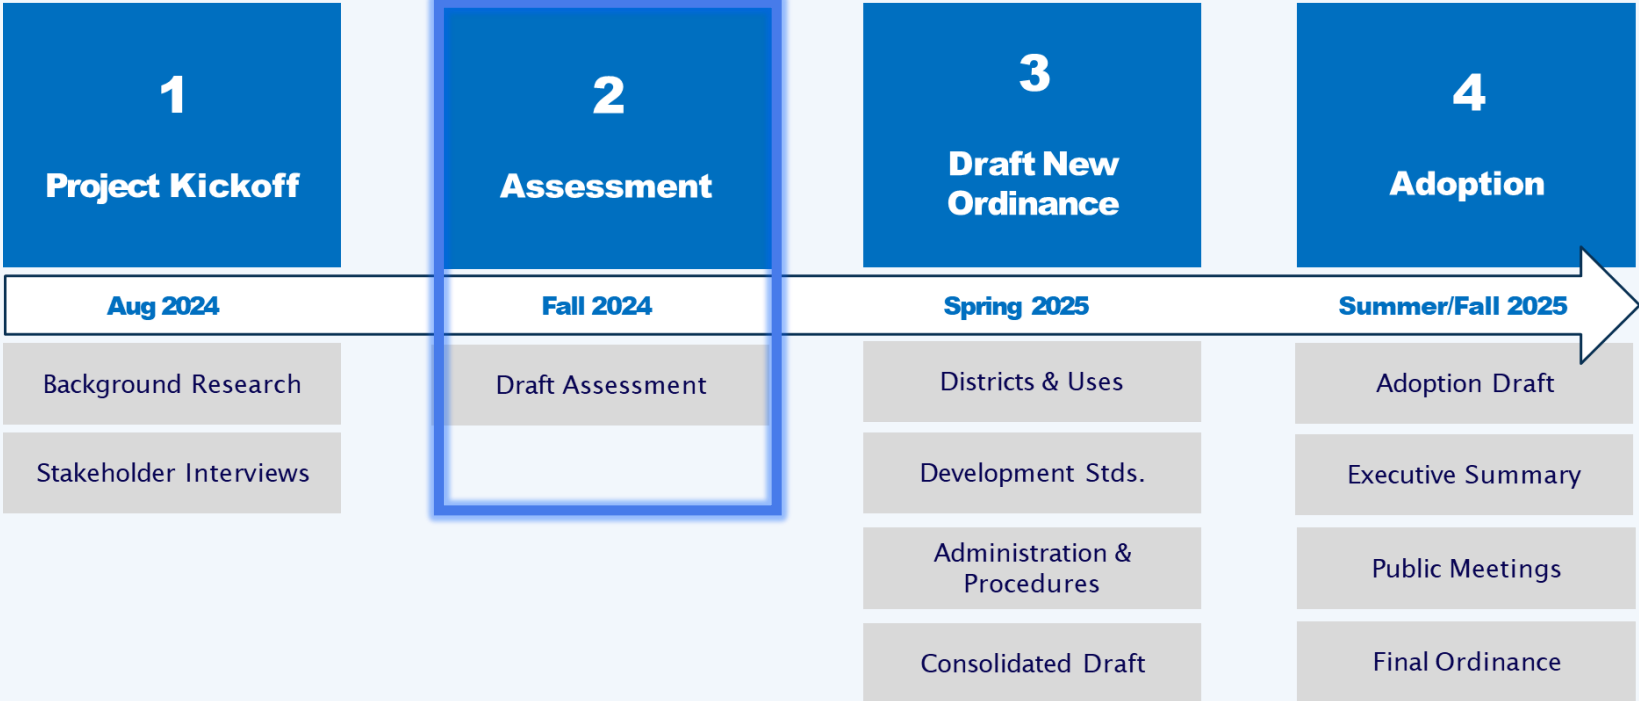 1
Project Kickoff
2
Assessment
3
Draft New
Ordinance
4
Adoption
Aug 2024
Fall 2024
Spring 2025
Summer/Fall 2025
Background Research
Stakeholder Interviews
Draft Assessment
Districts & Uses
Development Stds.
Administration &
Procedures
Consolidated Draft
Adoption Draft
Executive Summary
Public Meetings
Final Ordinance